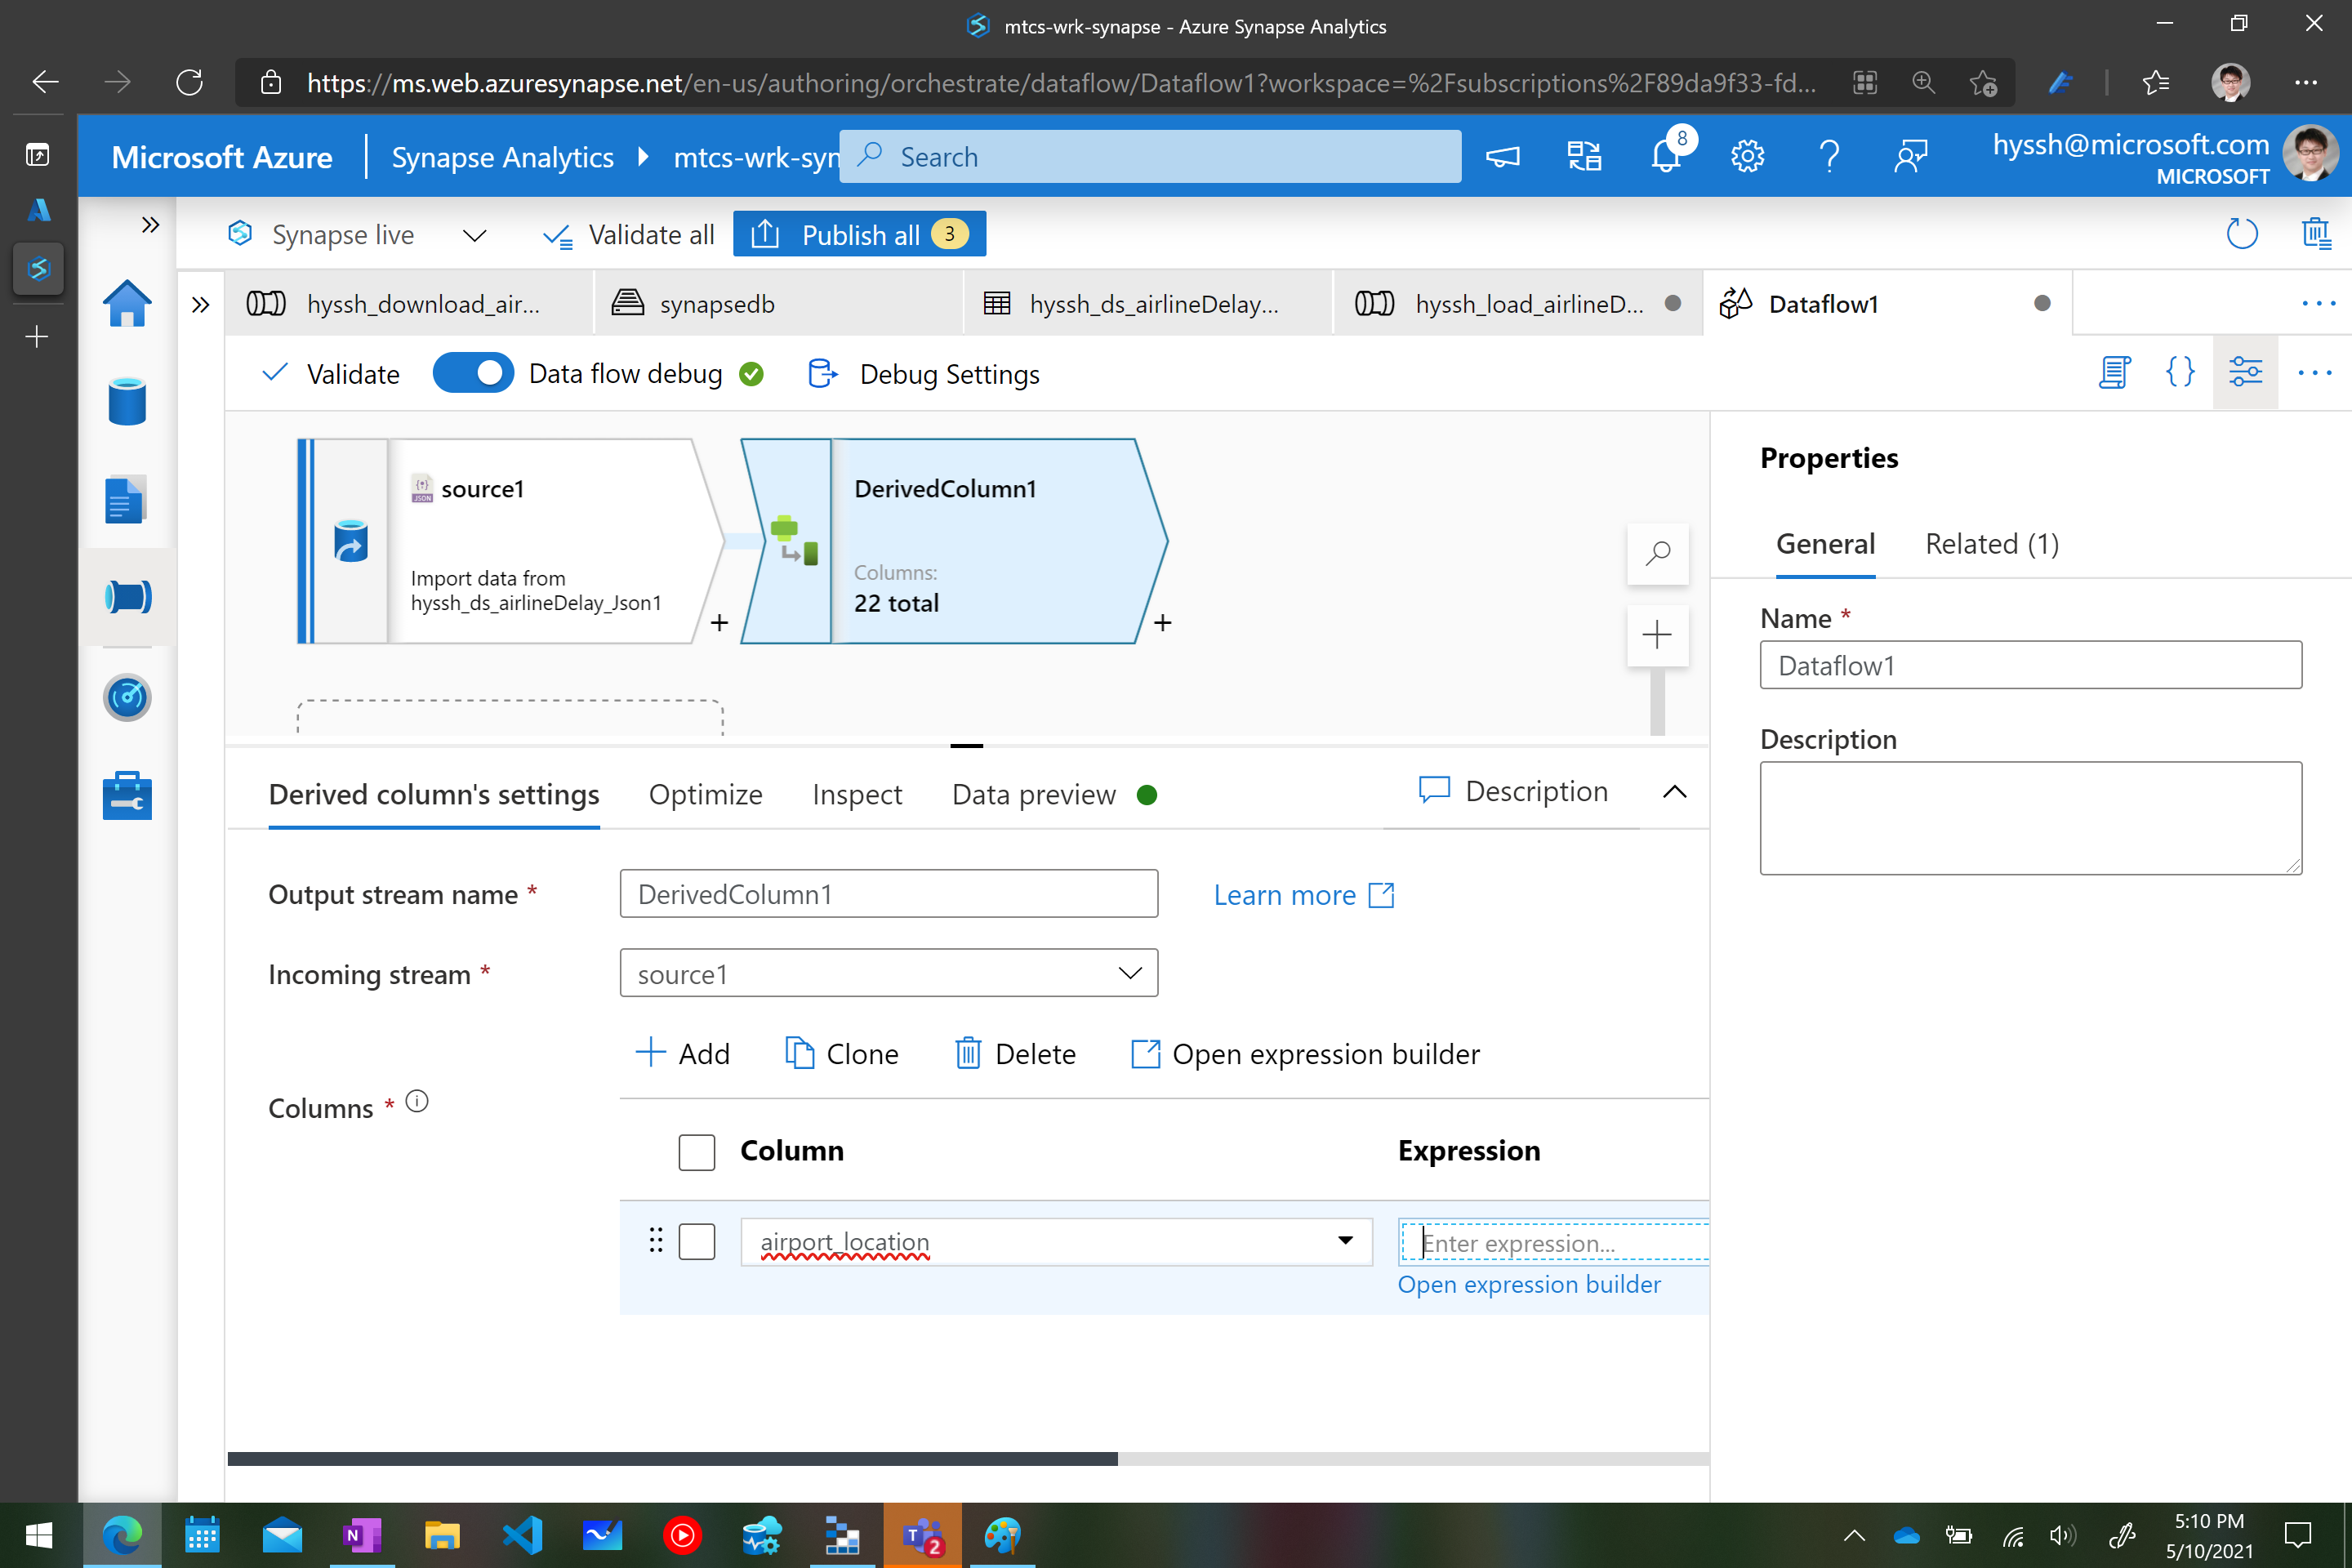 mtcs-wrk-synapse - Azure Synapse Analytics
https://ms.web.azuresynapse.net/en-us/authoring/orchestrate/dataflow/Dataflow1?workspace=%2Fsubscriptions%2F89da9f33-fd...
Microsoft Azure
Synapse Analytics
mtcs-wrk-syn
Search
8
hyssh@microsoft.com
MICROSOFT
Synapse live
Validate all
Publish all 3
hyssh_download_air...
synapsedb
hyssh_ds_airlineDelay...
hyssh_load_airlineD...
Dataflow1
Validate
Data flow debug
Debug Settings
{}
JSON
source1
Import data from
hyssh_ds_airlineDelay_Json1
+
DerivedColumn1
Columns:
22 total
+
Properties
General
Related (1)
Name *
Dataflow1
Description
Derived column's settings
Optimize
Inspect
Data preview
Description
Output stream name *
DerivedColumn1
Learn more
Incoming stream *
source1
Add
Clone
Delete
Open expression builder
Columns *
Column
Expression
airport_location
Enter expression...
Open expression builder
N
T
2
5:10 PM
5/10/2021